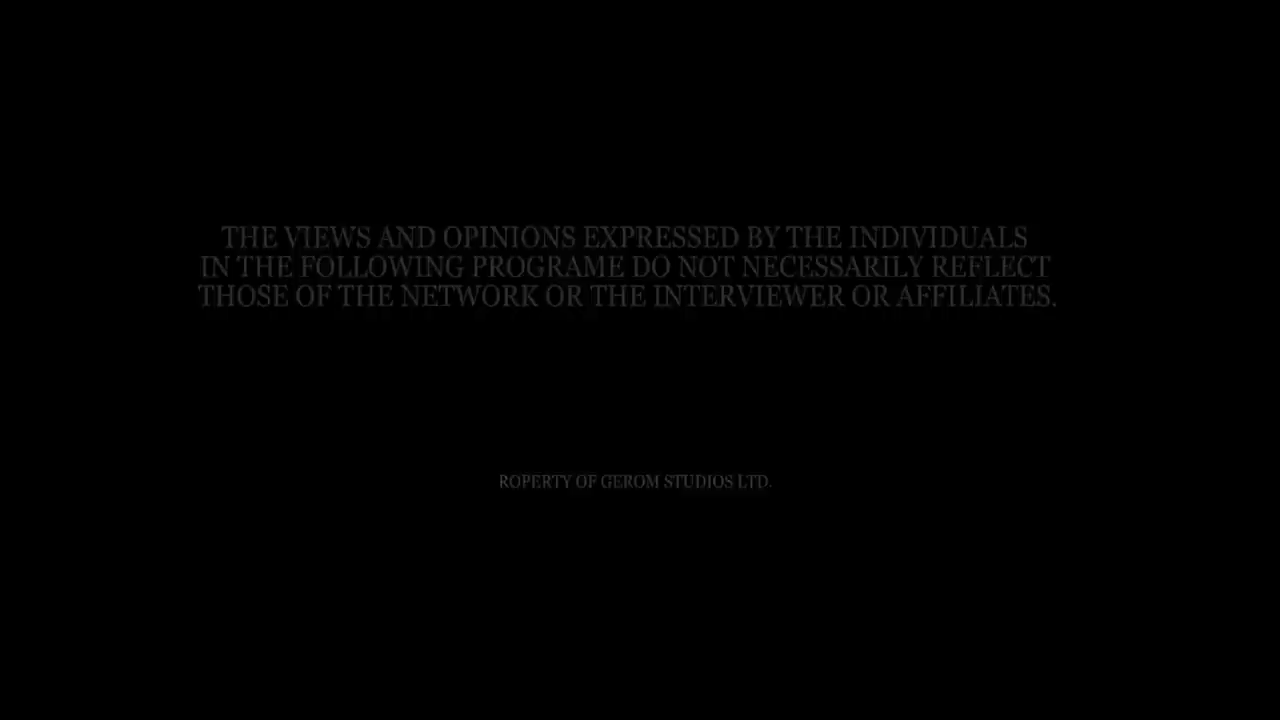 THE VIEWS AND OPINIONS EXPRESSED BY THE INDIVIDUALS
IN THE FOLLOWING PROGRAME DO NOT NECESSARILY REFLECT
THOSE OF THE NETWORK OR THE INTERVIEWER OR AFFILIATES.
ROPERTY OF GEROM STUDIOS LTD.